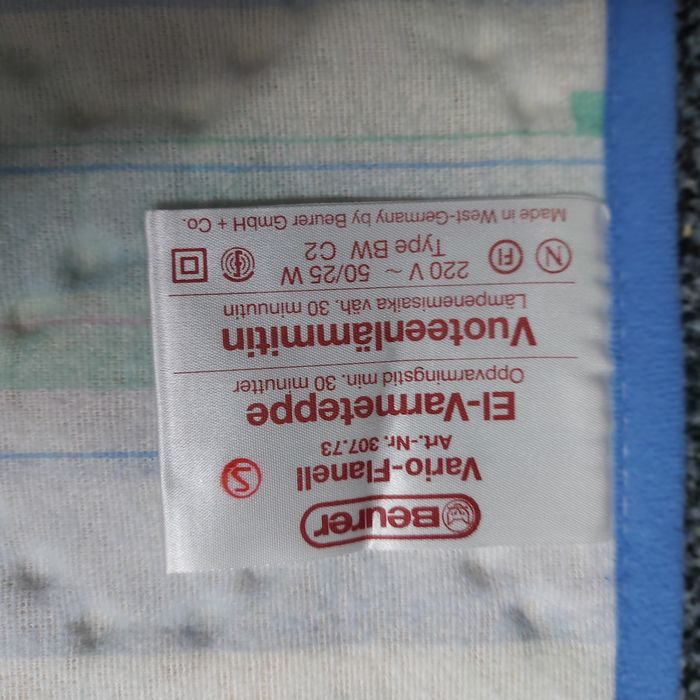 Beurer
Vario-Flanell
Art.-Nr. 307.73
S
El-Varmeteppe
Oppvarmingstid min. 30 minutter
Vuoteenlämmitin
Lämpenemisaika väh. 30 minuutin
N FI 220 V ~ 50/25 W
Type BW C2
Made in West-Germany by Beurer GmbH + Co.